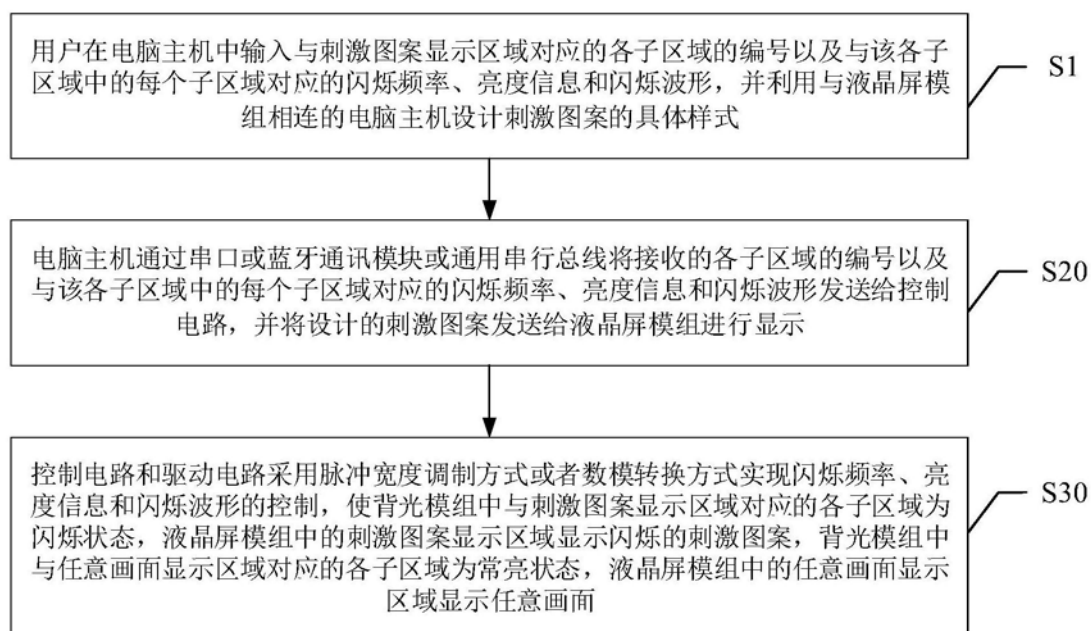 用户在电脑主机中输入与刺激图案显示区域对应的各子区域的编号以及与该各子
区域中的每个子区域对应的闪烁频率、亮度信息和闪烁波形，并利用与液晶屏模
组相连的电脑主机设计刺激图案的具体样式
S1
电脑主机通过串口或蓝牙通讯模块或通用串行总线将接收的各子区域的编号以及
与该各子区域中的每个子区域对应的闪烁频率、亮度信息和闪烁波形发送给控制
电路，并将设计的刺激图案发送给液晶屏模组进行显示
S20
控制电路和驱动电路采用脉冲宽度调制方式或者数模转换方式实现闪烁频率、亮
度信息和闪烁波形的控制，使背光模组中与刺激图案显示区域对应的各子区域为
闪烁状态，液晶屏模组中的刺激图案显示区域显示闪烁的刺激图案，背光模组中
与任意画面显示区域对应的各子区域为常亮状态，液晶屏模组中的任意画面显示
区域显示任意画面
S30